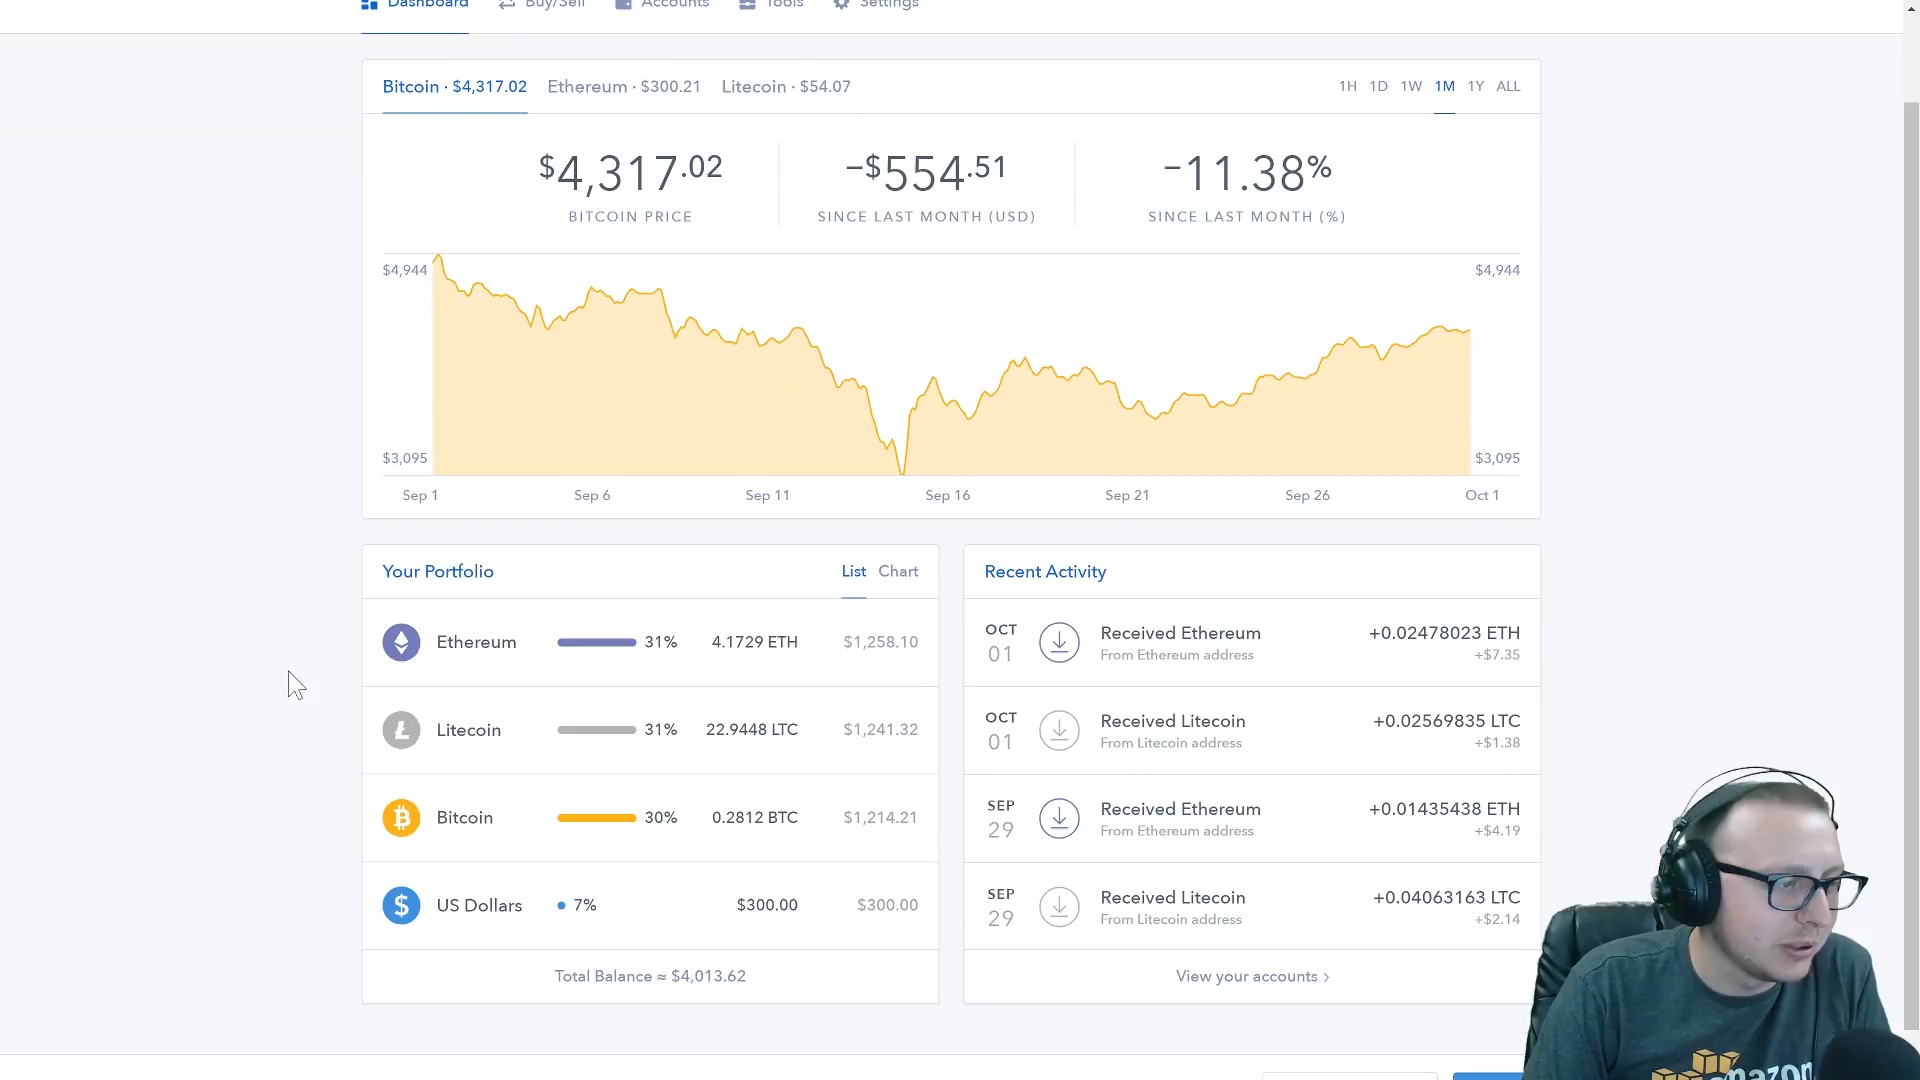 Dashboard Buy/Sell Accounts Tools Settings
Bitcoin · $4,317.02 Ethereum · $300.21 Litecoin · $54.07 1H 1D 1W 1M 1Y ALL
$4,317.02 −$554.51 −11.38%
BITCOIN PRICE SINCE LAST MONTH (USD) SINCE LAST MONTH (%)
$4,944 $4,944
$3,095 $3,095
Sep 1 Sep 6 Sep 11 Sep 16 Sep 21 Sep 26 Oct 1
Your Portfolio List Chart
Ethereum 31% 4.1729 ETH $1,258.10
Litecoin 31% 22.9448 LTC $1,241.32
Bitcoin 30% 0.2812 BTC $1,214.21
US Dollars 7% $300.00 $300.00
Total Balance ≈ $4,013.62
Recent Activity
OCT 01 Received Ethereum +0.02478023 ETH
From Ethereum address +$7.35
OCT 01 Received Litecoin +0.02569835 LTC
From Litecoin address +$1.38
SEP 29 Received Ethereum +0.01435438 ETH
From Ethereum address +$4.19
SEP 29 Received Litecoin +0.04063163 LTC
From Litecoin address +$2.14
View your accounts ›
amazon